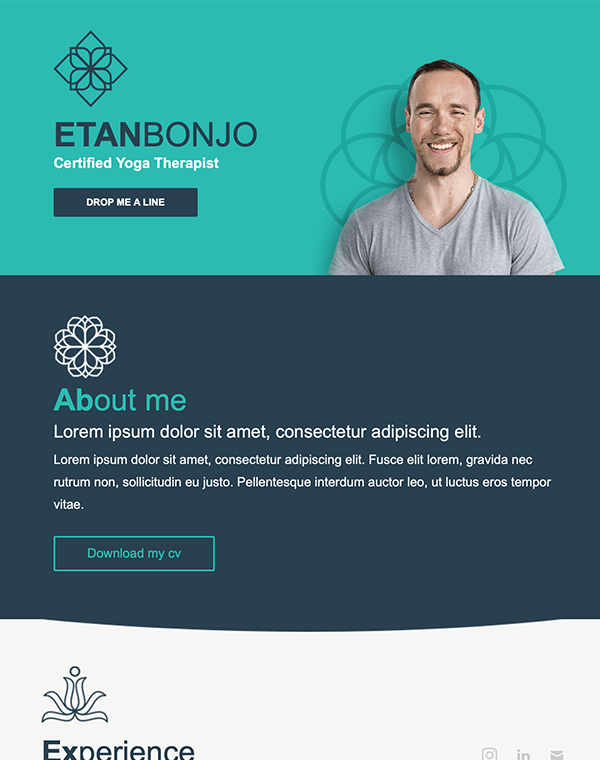 ETANBONJO
Certified Yoga Therapist
DROP ME A LINE
About me
Lorem ipsum dolor sit amet, consectetur adipiscing elit.
Lorem ipsum dolor sit amet, consectetur adipiscing elit. Fusce elit lorem, gravida nec
rutrum non, sollicitudin eu justo. Pellentesque interdum auctor leo, ut luctus eros tempor
vitae.
Download my cv
Experience